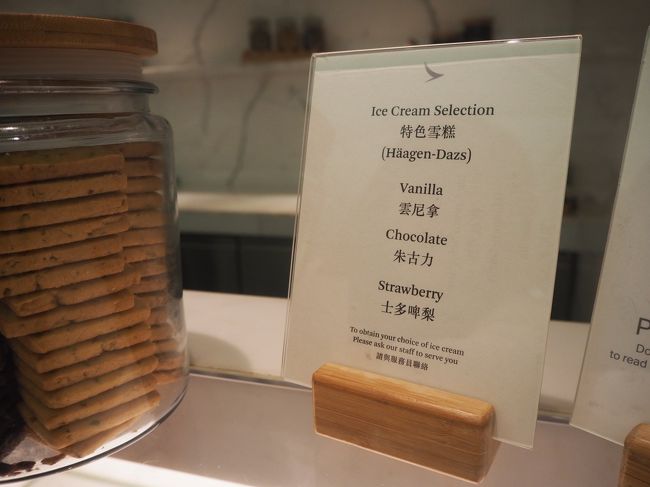 Ice Cream Selection
特色雪糕
(Häagen-Dazs)
Vanilla
雲尼拿
Chocolate
朱古力
Strawberry
士多啤梨
To obtain your choice of ice cream
Please ask our staff to serve you
請與服務員聯絡
to read